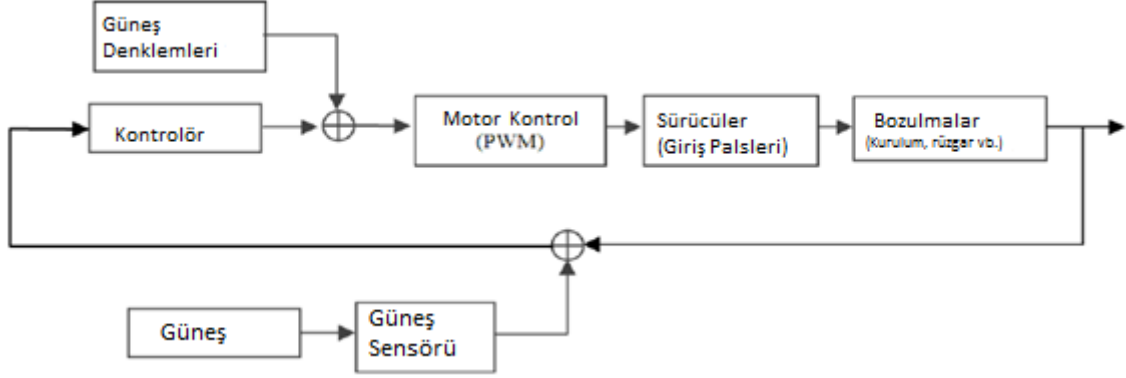 Güneş
Denklemleri
Kontrolör
Motor Kontrol
(PWM)
Sürücüler
(Giriş Palsleri)
Bozulmalar
(Kurulum, rüzgar vb.)
Güneş
Güneş
Sensörü